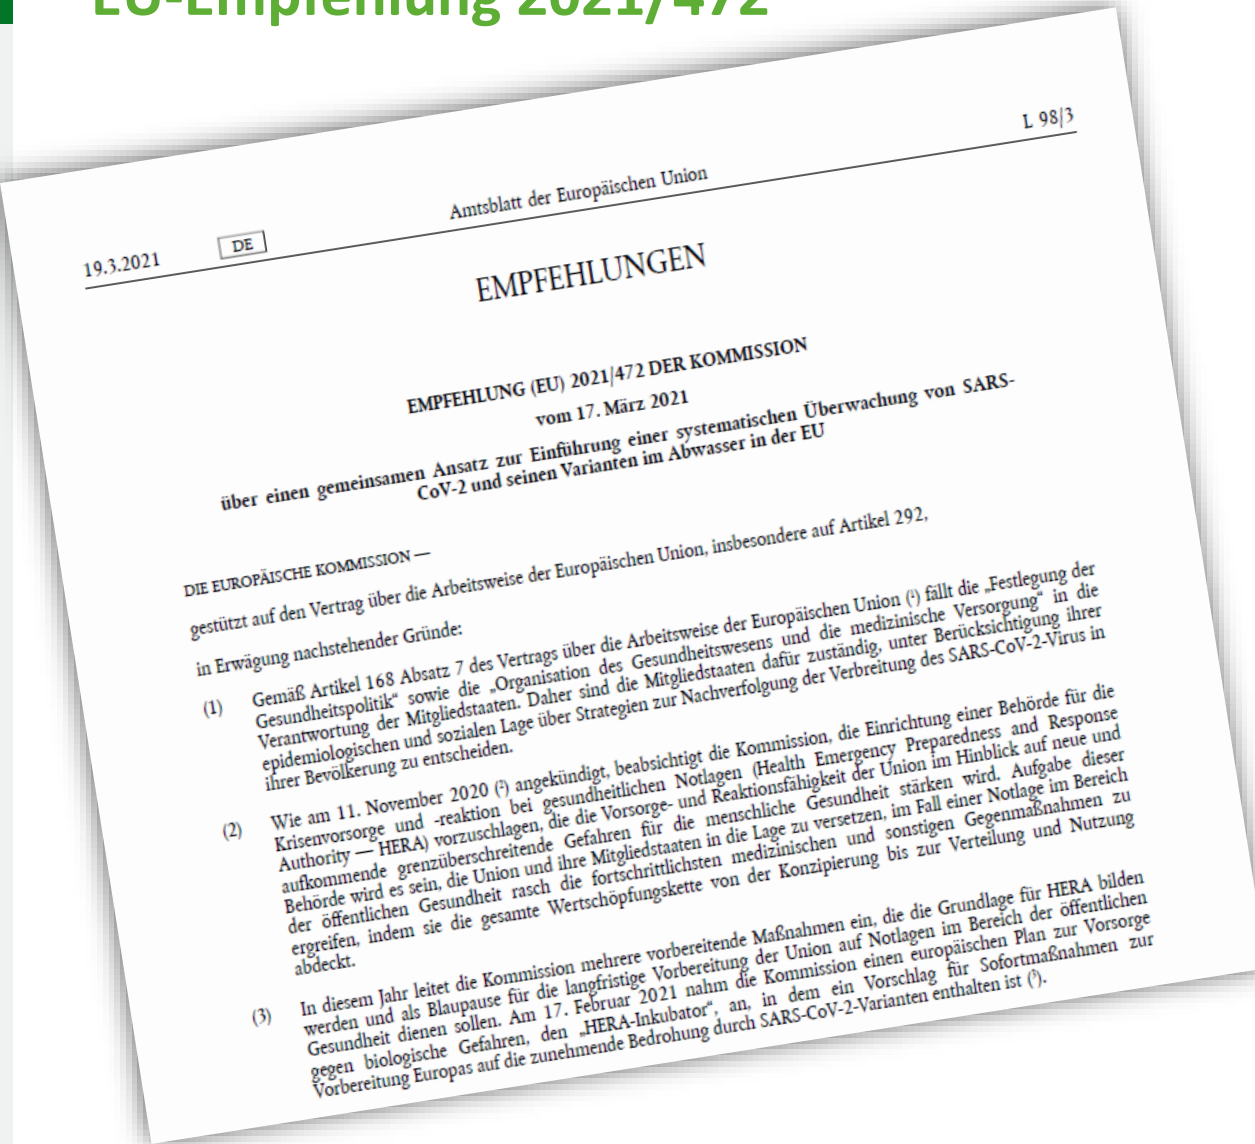 EU-Empfehlung 2021/472
L 98/3
Amtsblatt der Europäischen Union
19.3.2021 DE
EMPFEHLUNGEN
EMPFEHLUNG (EU) 2021/472 DER KOMMISSION
vom 17. März 2021
über einen gemeinsamen Ansatz zur Einführung einer systematischen Überwachung von SARS-
CoV-2 und seinen Varianten im Abwasser in der EU
DIE EUROPÄISCHE KOMMISSION —
gestützt auf den Vertrag über die Arbeitsweise der Europäischen Union, insbesondere auf Artikel 292,
in Erwägung nachstehender Gründe:
(1) Gemäß Artikel 168 Absatz 7 des Vertrags über die Arbeitsweise der Europäischen Union (¹) fällt die „Festlegung der
Gesundheitspolitik“ sowie die „Organisation des Gesundheitswesens und die medizinische Versorgung“ in die
Verantwortung der Mitgliedstaaten. Daher sind die Mitgliedstaaten dafür zuständig, unter Berücksichtigung ihrer
epidemiologischen und sozialen Lage über Strategien zur Nachverfolgung der Verbreitung des SARS-CoV-2-Virus in
ihrer Bevölkerung zu entscheiden.
(2) Wie am 11. November 2020 (²) angekündigt, beabsichtigt die Kommission, die Einrichtung einer Behörde für die
Krisenvorsorge und -reaktion bei gesundheitlichen Notlagen (Health Emergency Preparedness and Response
Authority — HERA) vorzuschlagen, die die Vorsorge- und Reaktionsfähigkeit der Union im Hinblick auf neue und
aufkommende grenzüberschreitende Gefahren für die menschliche Gesundheit stärken wird. Aufgabe dieser
Behörde wird es sein, die Union und ihre Mitgliedstaaten in die Lage zu versetzen, im Fall einer Notlage im Bereich
der öffentlichen Gesundheit rasch die fortschrittlichsten medizinischen und sonstigen Gegenmaßnahmen zu
ergreifen, indem sie die gesamte Wertschöpfungskette von der Konzipierung bis zur Verteilung und Nutzung
abdeckt.
(3) In diesem Jahr leitet die Kommission mehrere vorbereitende Maßnahmen ein, die die Grundlage für HERA bilden
werden und als Blaupause für die langfristige Vorbereitung der Union auf Notlagen im Bereich der öffentlichen
Gesundheit dienen sollen. Am 17. Februar 2021 nahm die Kommission einen europäischen Plan zur Vorsorge
gegen biologische Gefahren, den „HERA-Inkubator“, an, in dem ein Vorschlag für Sofortmaßnahmen zur
Vorbereitung Europas auf die zunehmende Bedrohung durch SARS-CoV-2-Varianten enthalten ist (³).